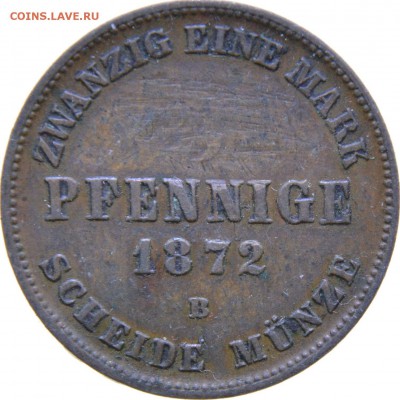 COINS.LAVE.RU
ZWANZIG EINE MARK
PFENNIGE
1872
B
SCHEIDE MÜNZE